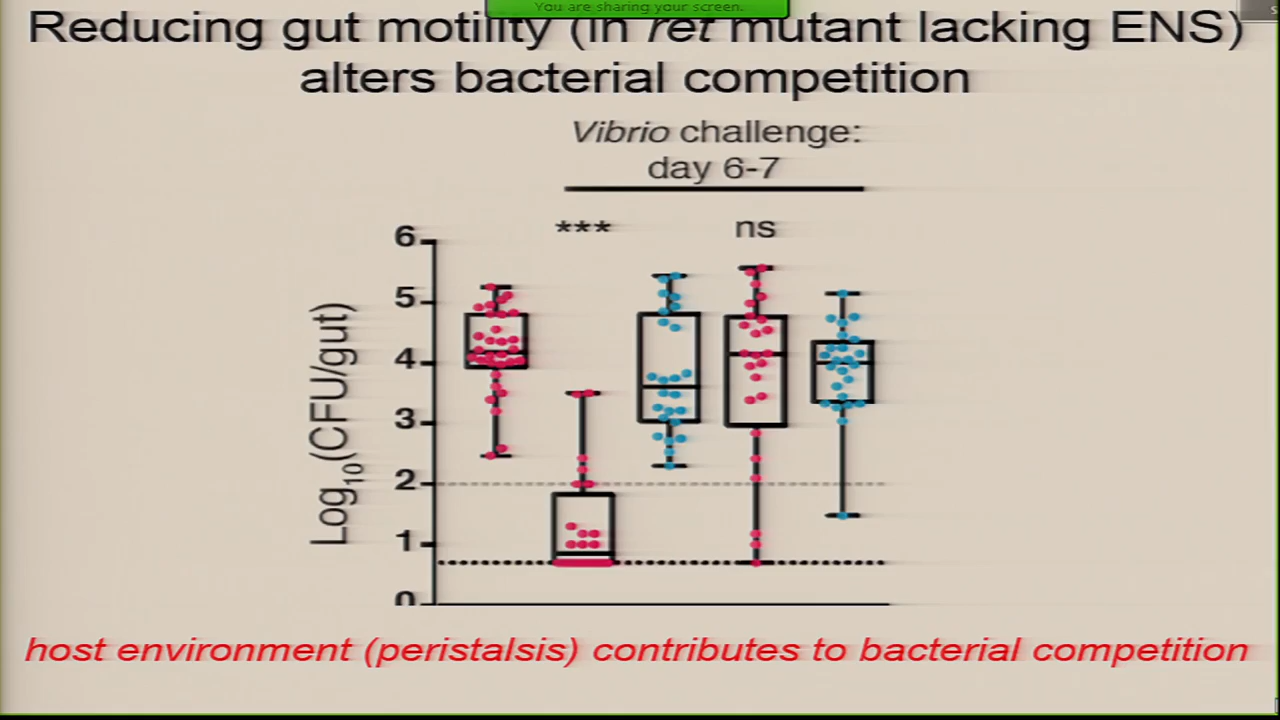 You are sharing your screen.
Reducing gut motility (in ret mutant lacking ENS)
alters bacterial competition
Vibrio challenge:
day 6-7
*** ns
6
5
4
3
2
1
0
Log10(CFU/gut)
host environment (peristalsis) contributes to bacterial competition